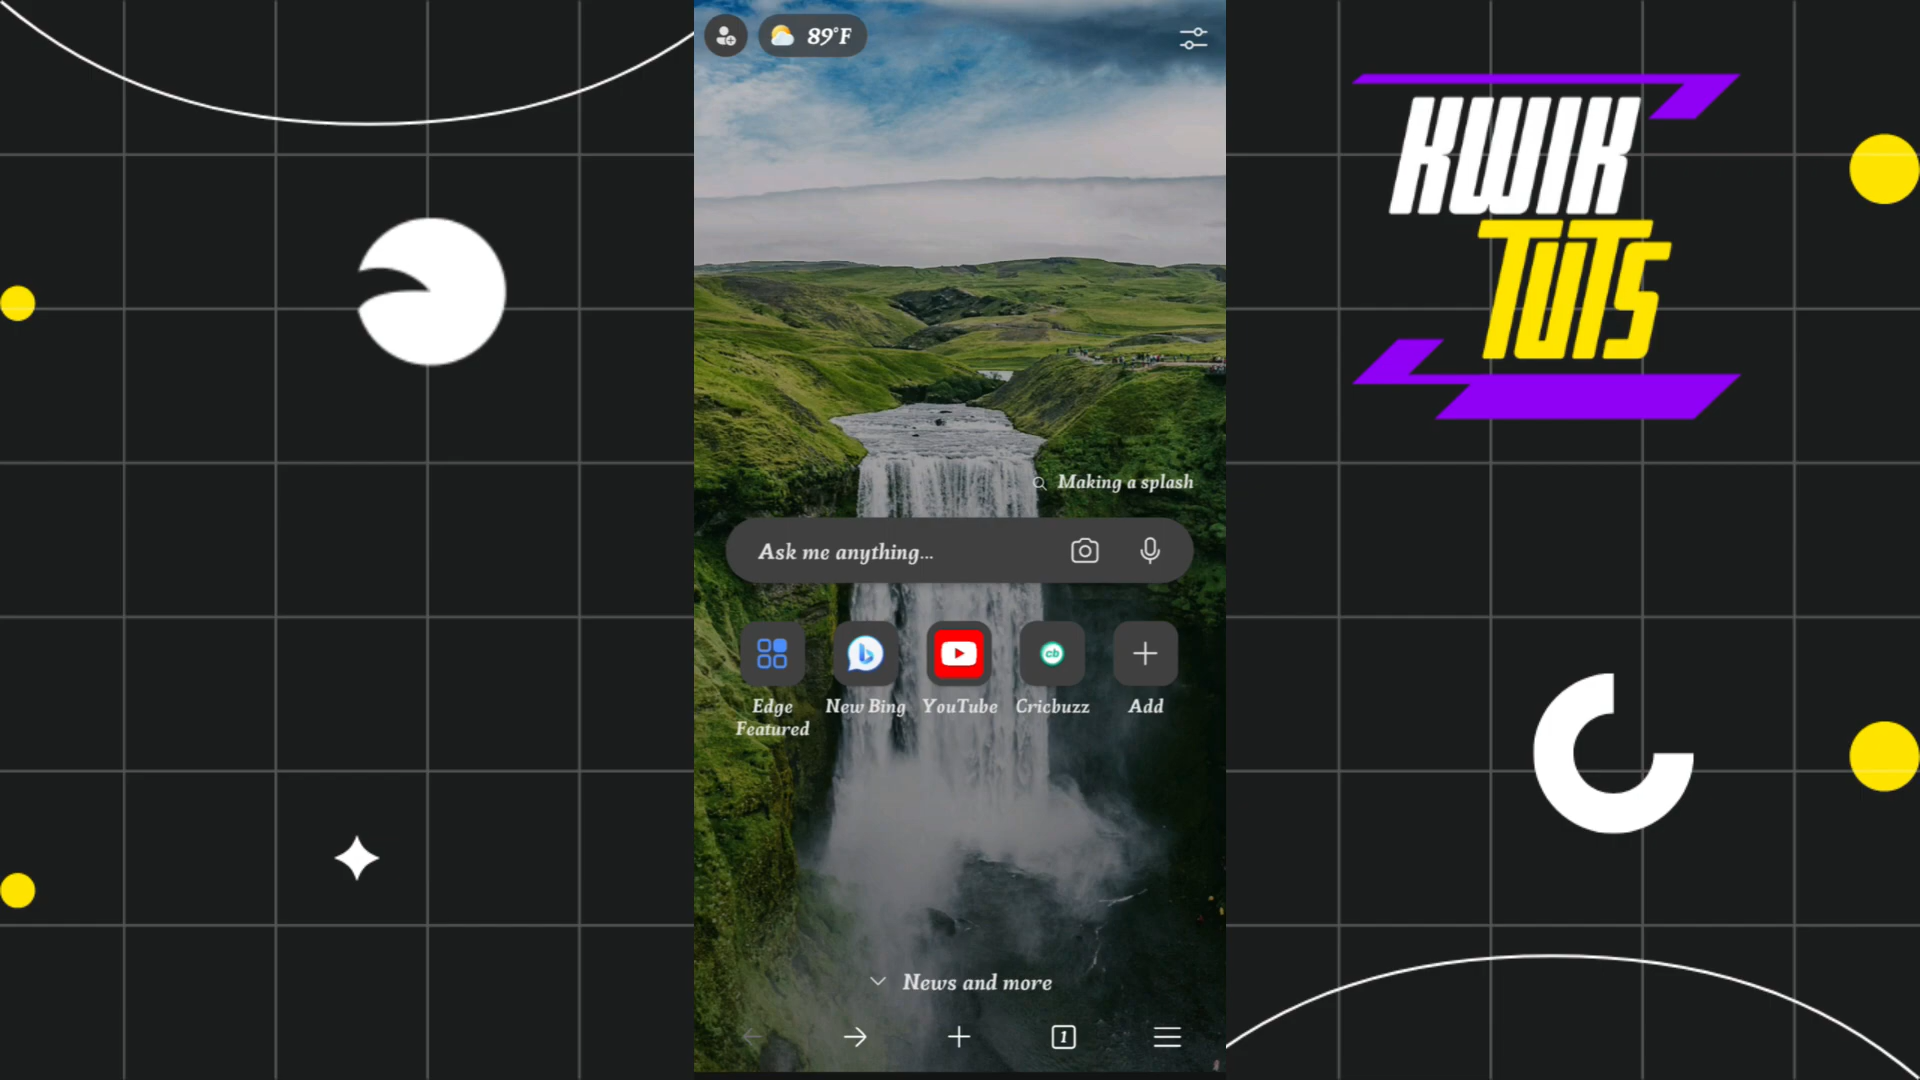 89°F
KWIK
TUTS
Making a splash
Ask me anything...
Edge
Featured
New Bing
YouTube
cb
Cricbuzz
Add
News and more
1